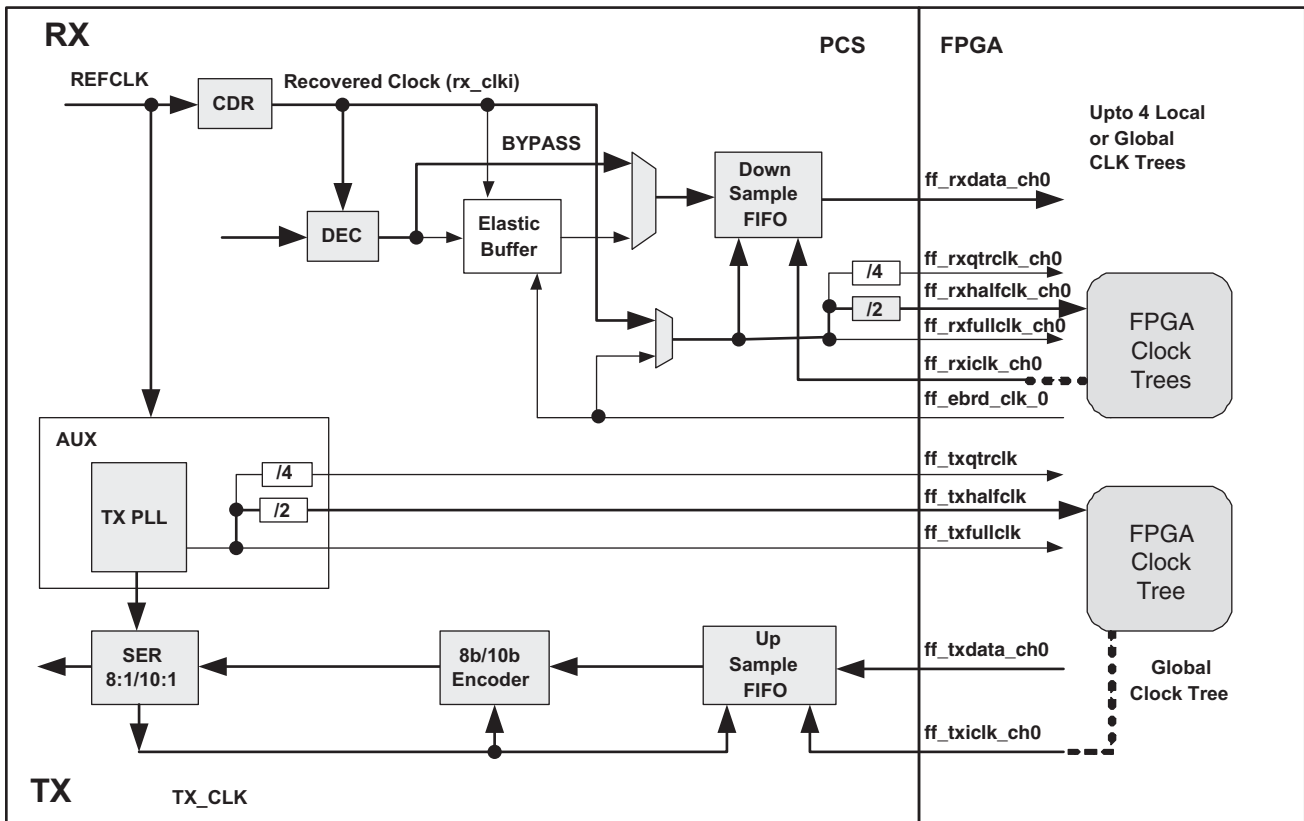 RX
PCS
FPGA
REFCLK
CDR
Recovered Clock (rx_clki)
Upto 4 Local
or Global
CLK Trees
BYPASS
Down
Sample
FIFO
ff_rxdata_ch0
DEC
Elastic
Buffer
/4
ff_rxqtrclk_ch0
/2
ff_rxhalfclk_ch0
ff_rxfullclk_ch0
ff_rxiclk_ch0
ff_ebrd_clk_0
FPGA
Clock
Trees
AUX
TX PLL
/4
ff_txqtrclk
/2
ff_txhalfclk
ff_txfullclk
FPGA
Clock
Tree
SER
8:1/10:1
8b/10b
Encoder
Up
Sample
FIFO
ff_txdata_ch0
Global
Clock Tree
ff_txiclk_ch0
TX
TX_CLK